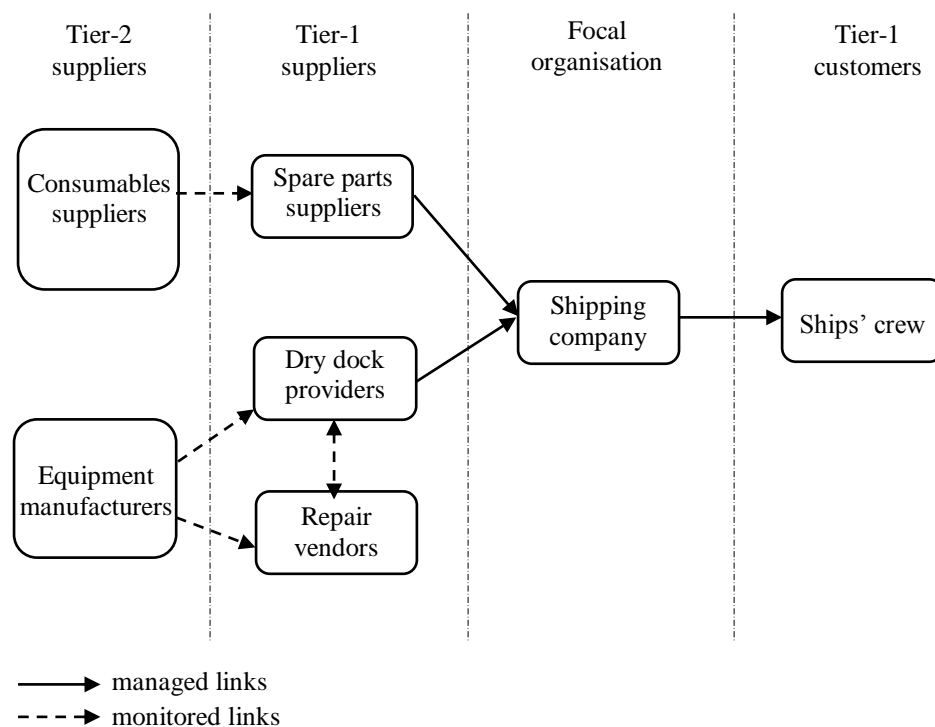 Tier-2
suppliers
Tier-1
suppliers
Focal
organisation
Tier-1
customers
Consumables
suppliers
Spare parts
suppliers
Shipping
company
Ships’ crew
Dry dock
providers
Equipment
manufacturers
Repair
vendors
managed links
monitored links